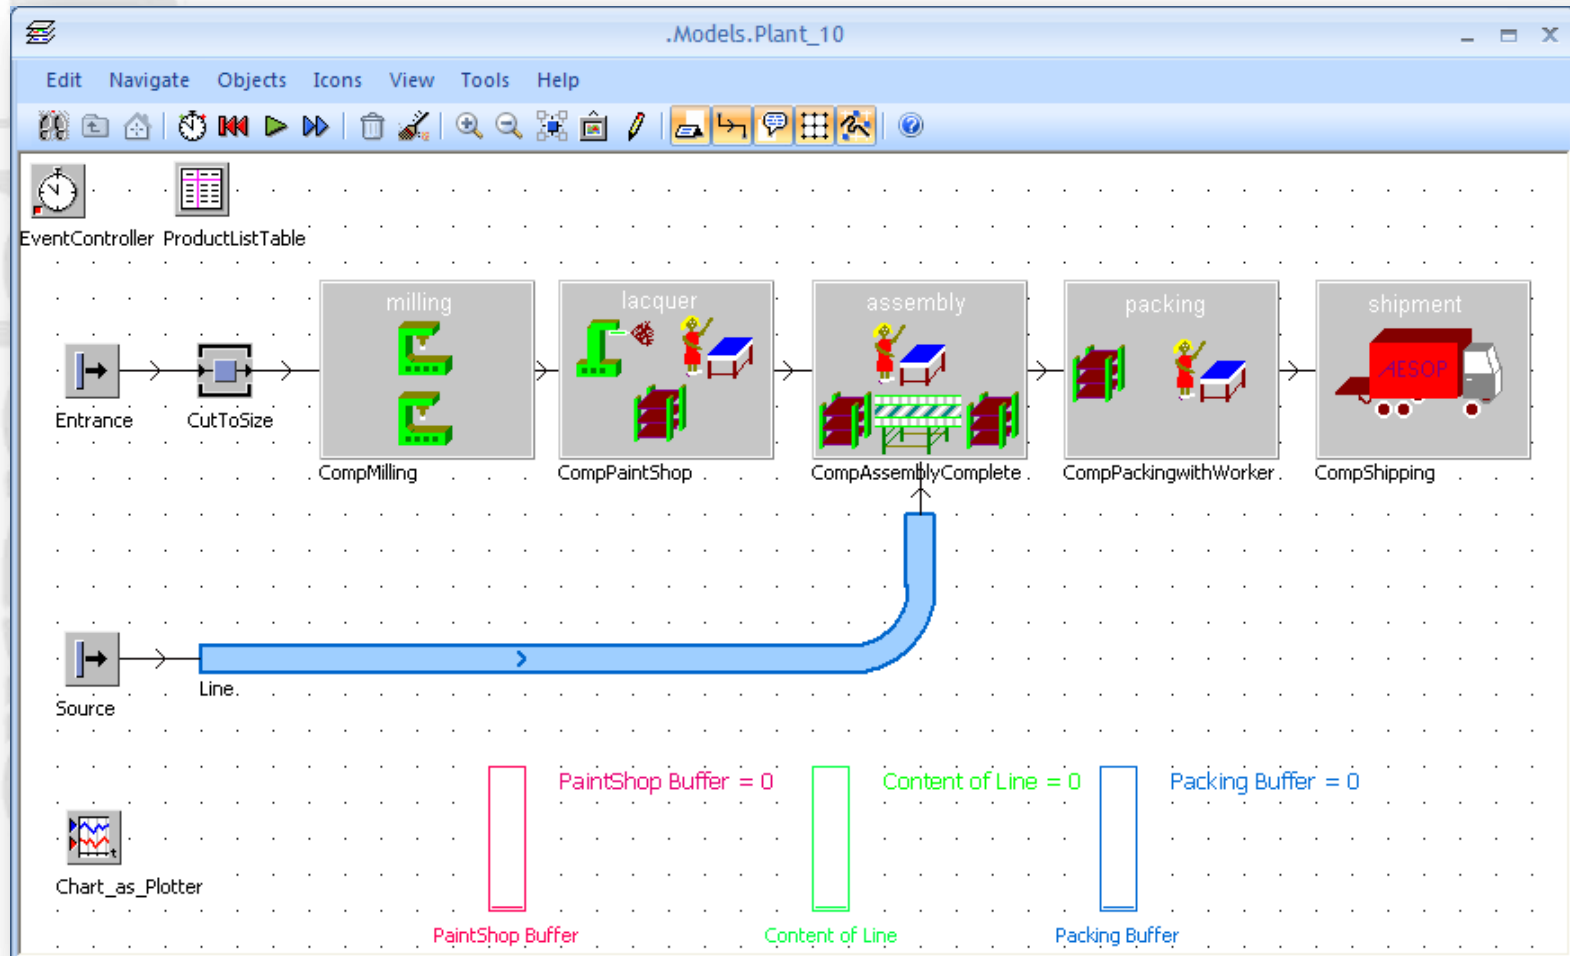 .Models.Plant_10
Edit Navigate Objects Icons View Tools Help
EventController ProductListTable
milling lacquer assembly packing shipment
AESOP
Entrance CutToSize
CompMilling CompPaintShop CompAssemblyComplete CompPackingwithWorker CompShipping
Line
Source
PaintShop Buffer = 0 Content of Line = 0 Packing Buffer = 0
Chart_as_Plotter
PaintShop Buffer Content of Line Packing Buffer